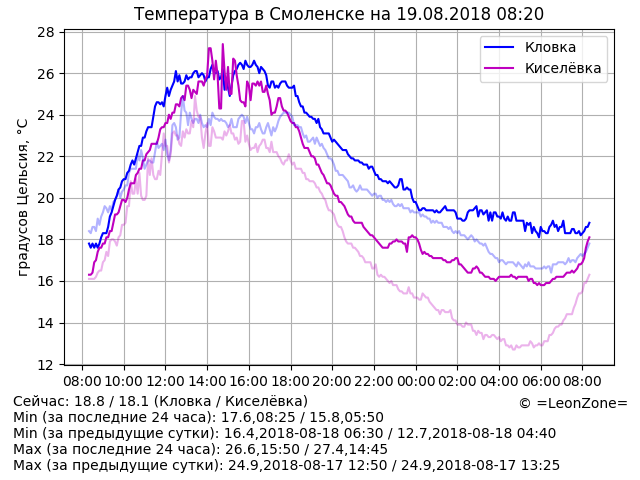 Температура в Смоленске на 19.08.2018 08:20
28
26
24
22
20
18
16
14
12
градусов Цельсия, °C
Кловка
Киселёвка
08:00 10:00 12:00 14:00 16:00 18:00 20:00 22:00 00:00 02:00 04:00 06:00 08:00
Сейчас: 18.8 / 18.1 (Кловка / Киселёвка)
© =LeonZone=
Min (за последние 24 часа): 17.6,08:25 / 15.8,05:50
Min (за предыдущие сутки): 16.4,2018-08-18 06:30 / 12.7,2018-08-18 04:40
Max (за последние 24 часа): 26.6,15:50 / 27.4,14:45
Max (за предыдущие сутки): 24.9,2018-08-17 12:50 / 24.9,2018-08-17 13:25